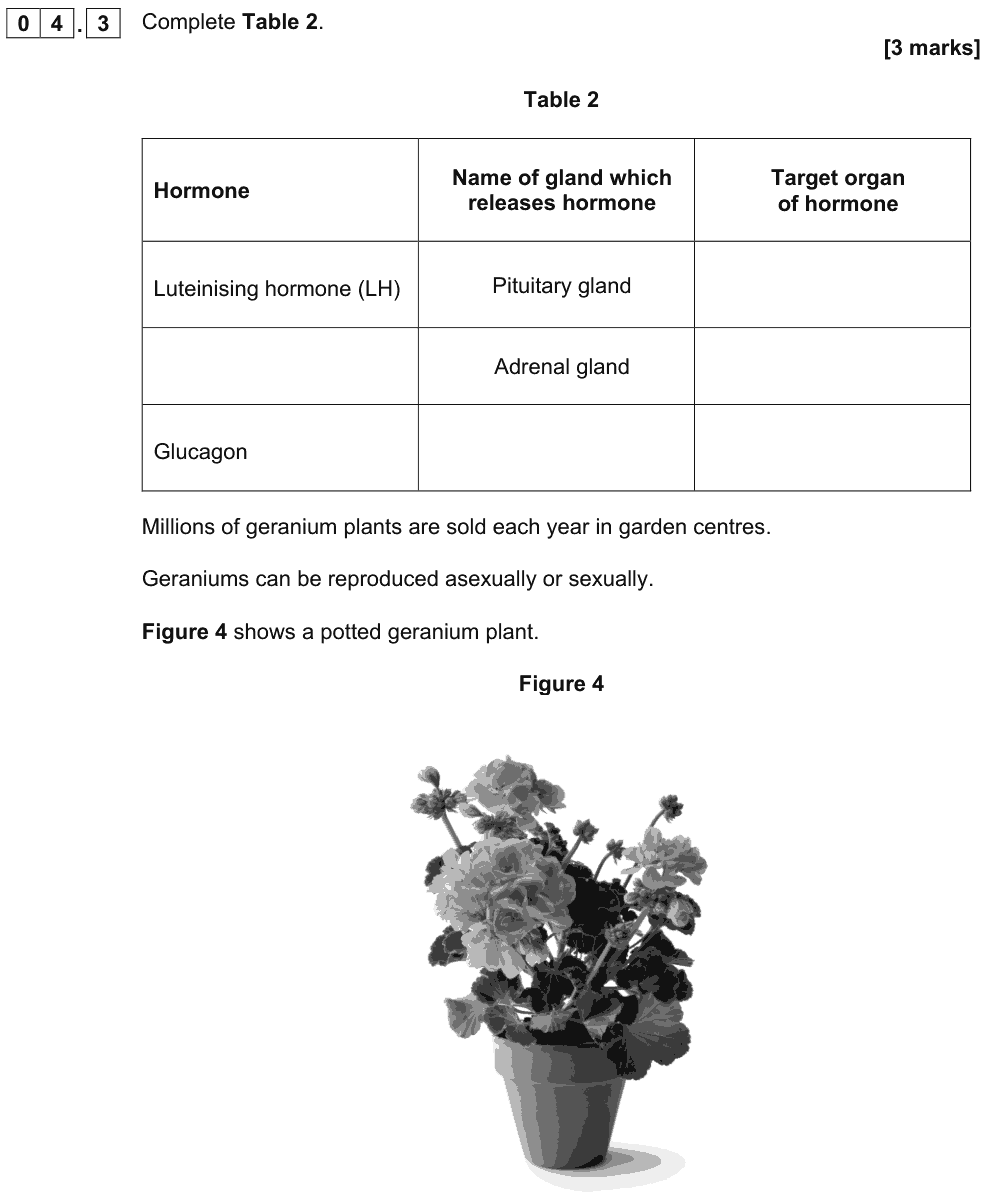 04.3 Complete Table 2.
[3 marks]
Table 2
Hormone
Name of gland which
releases hormone
Target organ
of hormone
Luteinising hormone (LH)
Pituitary gland
Adrenal gland
Glucagon
Millions of geranium plants are sold each year in garden centres.
Geraniums can be reproduced asexually or sexually.
Figure 4 shows a potted geranium plant.
Figure 4